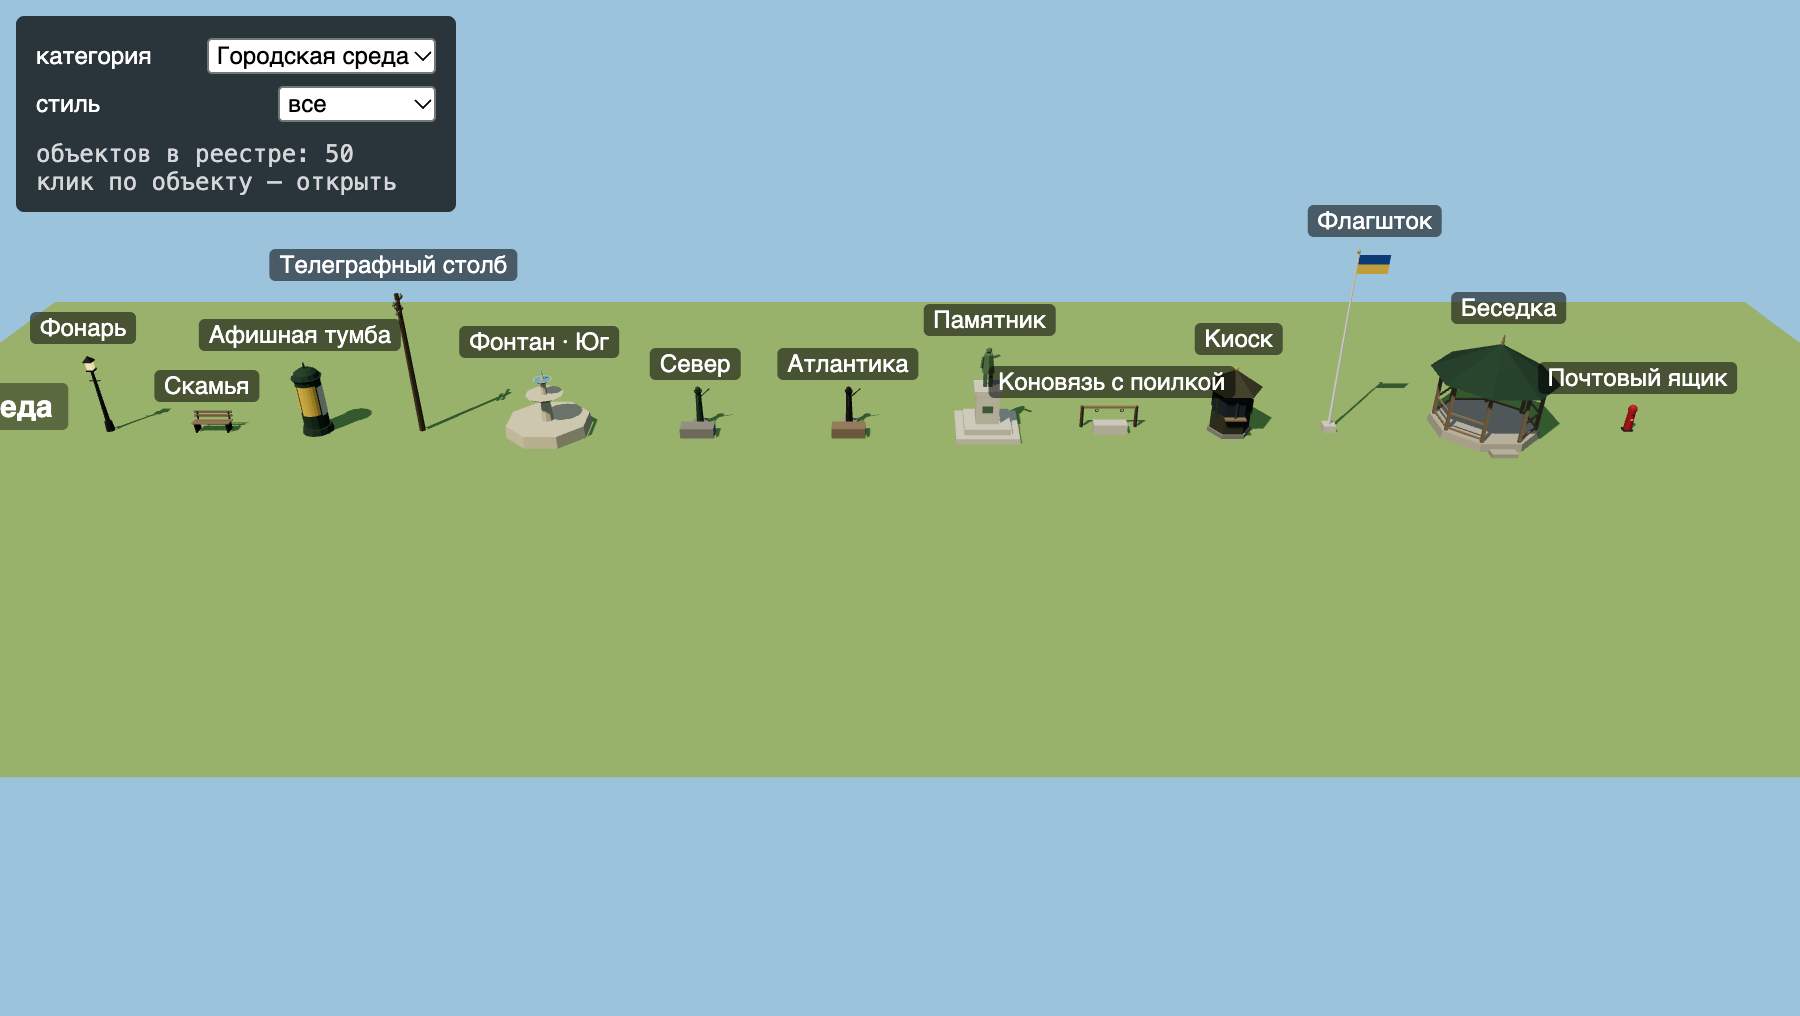 категория
Городская среда
стиль
все
объектов в реестре: 50
клик по объекту — открыть
Флагшток
Телеграфный столб
Фонарь
Афишная тумба
Фонтан · Юг
Памятник
Киоск
Беседка
еда
Скамья
Север
Атлантика
Коновязь с поилкой
Почтовый ящик